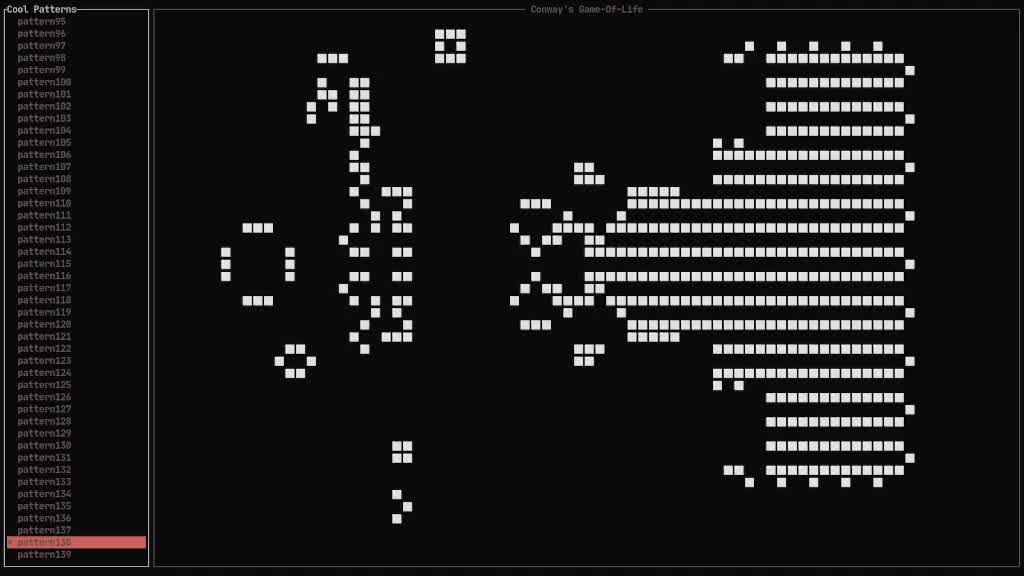 Cool Patterns
Conway's Game-Of-Life
pattern95
pattern96
pattern97
pattern98
pattern99
pattern100
pattern101
pattern102
pattern103
pattern104
pattern105
pattern106
pattern107
pattern108
pattern109
pattern110
pattern111
pattern112
pattern113
pattern114
pattern115
pattern116
pattern117
pattern118
pattern119
pattern120
pattern121
pattern122
pattern123
pattern124
pattern125
pattern126
pattern127
pattern128
pattern129
pattern130
pattern131
pattern132
pattern133
pattern134
pattern135
pattern136
pattern137
> pattern138
pattern139